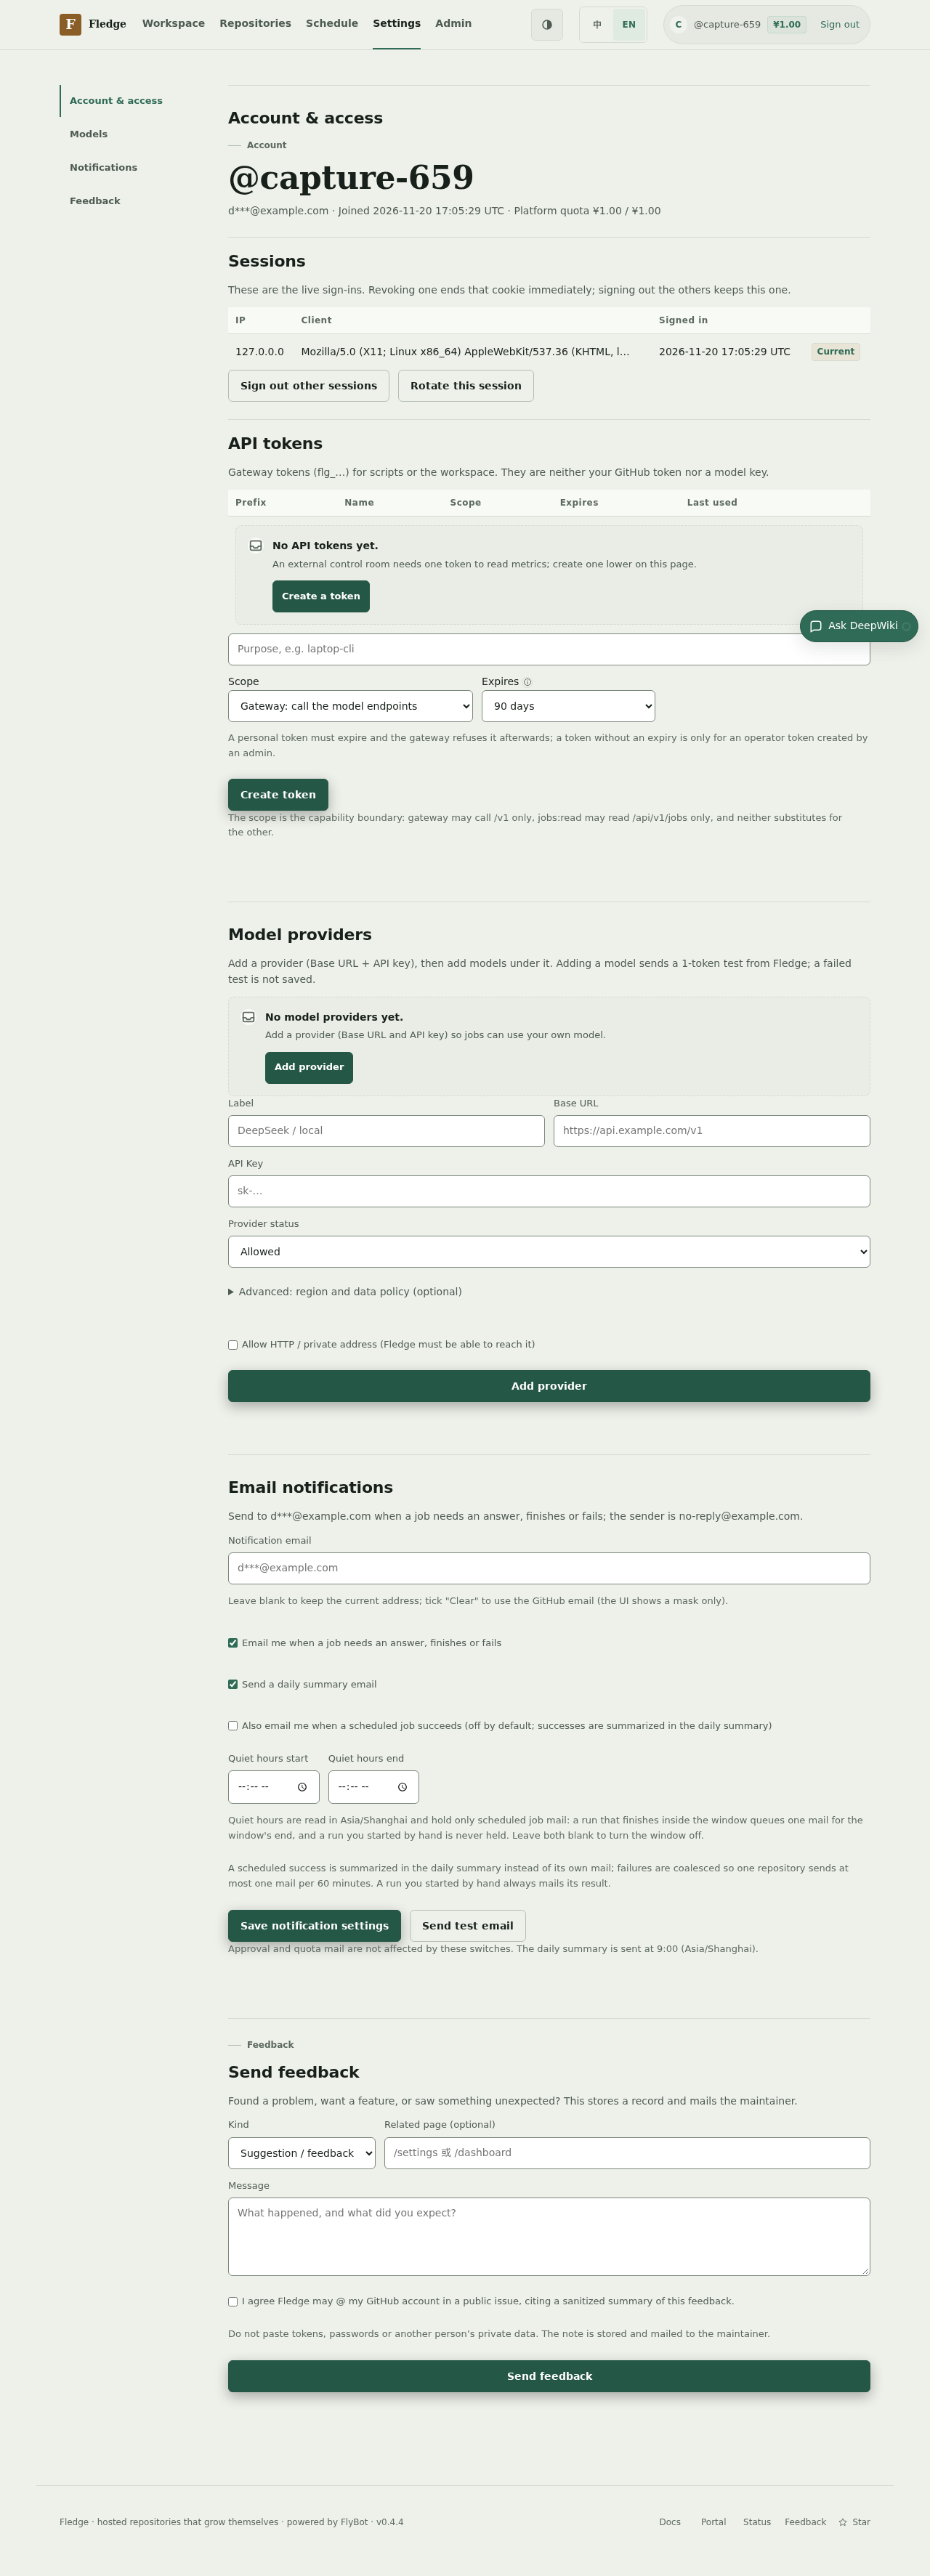 F Fledge Workspace Repositories Schedule Settings Admin 中 EN C @capture-659 ¥1.00 Sign out
Account & access
Models
Notifications
Feedback
Account & access
Account
@capture-659
d***@example.com · Joined 2026-11-20 17:05:29 UTC · Platform quota ¥1.00 / ¥1.00
Sessions
These are the live sign-ins. Revoking one ends that cookie immediately; signing out the others keeps this one.
IP Client Signed in
127.0.0.0 Mozilla/5.0 (X11; Linux x86_64) AppleWebKit/537.36 (KHTML, l… 2026-11-20 17:05:29 UTC Current
Sign out other sessions Rotate this session
API tokens
Gateway tokens (flg_…) for scripts or the workspace. They are neither your GitHub token nor a model key.
Prefix Name Scope Expires Last used
No API tokens yet.
An external control room needs one token to read metrics; create one lower on this page.
Create a token
Ask DeepWiki
Purpose, e.g. laptop-cli
Scope Expires
Gateway: call the model endpoints 90 days
A personal token must expire and the gateway refuses it afterwards; a token without an expiry is only for an operator token created by
an admin.
Create token
The scope is the capability boundary: gateway may call /v1 only, jobs:read may read /api/v1/jobs only, and neither substitutes for
the other.
Model providers
Add a provider (Base URL + API key), then add models under it. Adding a model sends a 1-token test from Fledge; a failed
test is not saved.
No model providers yet.
Add a provider (Base URL and API key) so jobs can use your own model.
Add provider
Label Base URL
DeepSeek / local https://api.example.com/v1
API Key
sk-…
Provider status
Allowed
Advanced: region and data policy (optional)
Allow HTTP / private address (Fledge must be able to reach it)
Add provider
Email notifications
Send to d***@example.com when a job needs an answer, finishes or fails; the sender is no-reply@example.com.
Notification email
d***@example.com
Leave blank to keep the current address; tick "Clear" to use the GitHub email (the UI shows a mask only).
Email me when a job needs an answer, finishes or fails
Send a daily summary email
Also email me when a scheduled job succeeds (off by default; successes are summarized in the daily summary)
Quiet hours start Quiet hours end
--:-- -- --:-- --
Quiet hours are read in Asia/Shanghai and hold only scheduled job mail: a run that finishes inside the window queues one mail for the
window's end, and a run you started by hand is never held. Leave both blank to turn the window off.
A scheduled success is summarized in the daily summary instead of its own mail; failures are coalesced so one repository sends at
most one mail per 60 minutes. A run you started by hand always mails its result.
Save notification settings Send test email
Approval and quota mail are not affected by these switches. The daily summary is sent at 9:00 (Asia/Shanghai).
Feedback
Send feedback
Found a problem, want a feature, or saw something unexpected? This stores a record and mails the maintainer.
Kind Related page (optional)
Suggestion / feedback /settings 或 /dashboard
Message
What happened, and what did you expect?
I agree Fledge may @ my GitHub account in a public issue, citing a sanitized summary of this feedback.
Do not paste tokens, passwords or another person’s private data. The note is stored and mailed to the maintainer.
Send feedback
Fledge · hosted repositories that grow themselves · powered by FlyBot · v0.4.4 Docs Portal Status Feedback Star